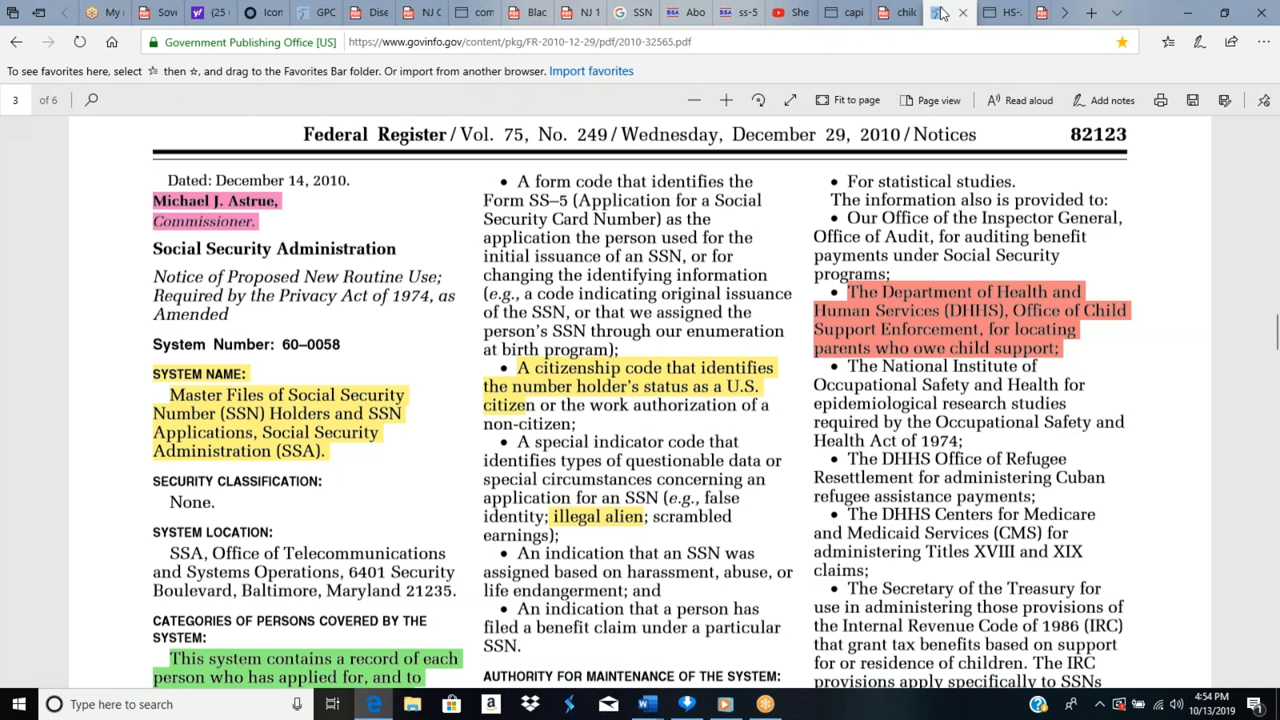 My
Sov
(25
Icon
GPC
Dise
NJ C
com
Blac
NJ 1
SSN
Abo
ss-5
She
capi
chilc
HS-
Government Publishing Office [US]
https://www.govinfo.gov/content/pkg/FR-2010-12-29/pdf/2010-32565.pdf
To see favorites here, select then ☆, and drag to the Favorites Bar folder. Or import from another browser. Import favorites
3 of 6
Fit to page
Page view
Read aloud
Add notes
Federal Register / Vol. 75, No. 249 / Wednesday, December 29, 2010 / Notices 82123
Dated: December 14, 2010.
Michael J. Astrue,
Commissioner.
Social Security Administration
Notice of Proposed New Routine Use;
Required by the Privacy Act of 1974, as
Amended
System Number: 60–0058
SYSTEM NAME:
Master Files of Social Security
Number (SSN) Holders and SSN
Applications, Social Security
Administration (SSA).
SECURITY CLASSIFICATION:
None.
SYSTEM LOCATION:
SSA, Office of Telecommunications
and Systems Operations, 6401 Security
Boulevard, Baltimore, Maryland 21235.
CATEGORIES OF PERSONS COVERED BY THE
SYSTEM:
This system contains a record of each
person who has applied for, and to
• A form code that identifies the
Form SS–5 (Application for a Social
Security Card Number) as the
application the person used for the
initial issuance of an SSN, or for
changing the identifying information
(e.g., a code indicating original issuance
of the SSN, or that we assigned the
person's SSN through our enumeration
at birth program);
• A citizenship code that identifies
the number holder's status as a U.S.
citizen or the work authorization of a
non-citizen;
• A special indicator code that
identifies types of questionable data or
special circumstances concerning an
application for an SSN (e.g., false
identity; illegal alien; scrambled
earnings);
• An indication that an SSN was
assigned based on harassment, abuse, or
life endangerment; and
• An indication that a person has
filed a benefit claim under a particular
SSN.
AUTHORITY FOR MAINTENANCE OF THE SYSTEM:
• For statistical studies.
The information also is provided to:
• Our Office of the Inspector General,
Office of Audit, for auditing benefit
payments under Social Security
programs;
• The Department of Health and
Human Services (DHHS), Office of Child
Support Enforcement, for locating
parents who owe child support;
• The National Institute of
Occupational Safety and Health for
epidemiological research studies
required by the Occupational Safety and
Health Act of 1974;
• The DHHS Office of Refugee
Resettlement for administering Cuban
refugee assistance payments;
• The DHHS Centers for Medicare
and Medicaid Services (CMS) for
administering Titles XVIII and XIX
claims;
• The Secretary of the Treasury for
use in administering those provisions of
the Internal Revenue Code of 1986 (IRC)
that grant tax benefits based on support
for or residence of children. The IRC
provisions apply specifically to SSNs
Type here to search
4:54 PM
10/13/2019